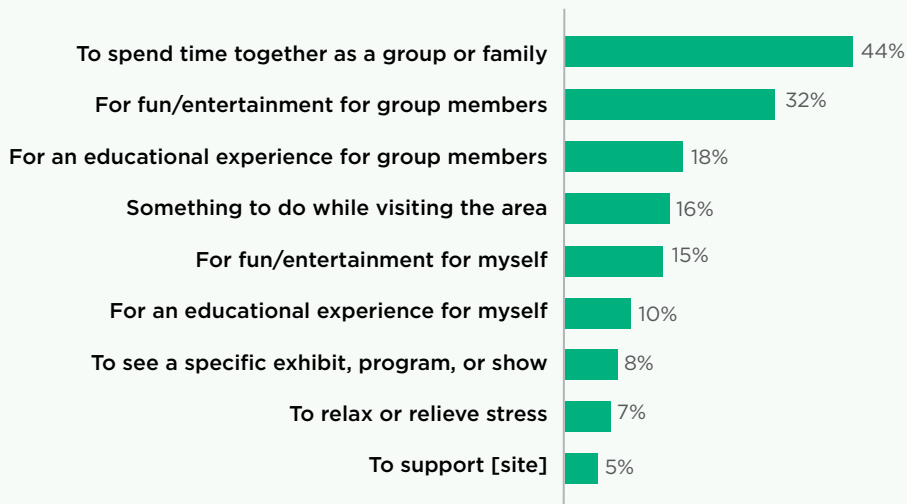 To spend time together as a group or family 44%
For fun/entertainment for group members 32%
For an educational experience for group members 18%
Something to do while visiting the area 16%
For fun/entertainment for myself 15%
For an educational experience for myself 10%
To see a specific exhibit, program, or show 8%
To relax or relieve stress 7%
To support [site] 5%